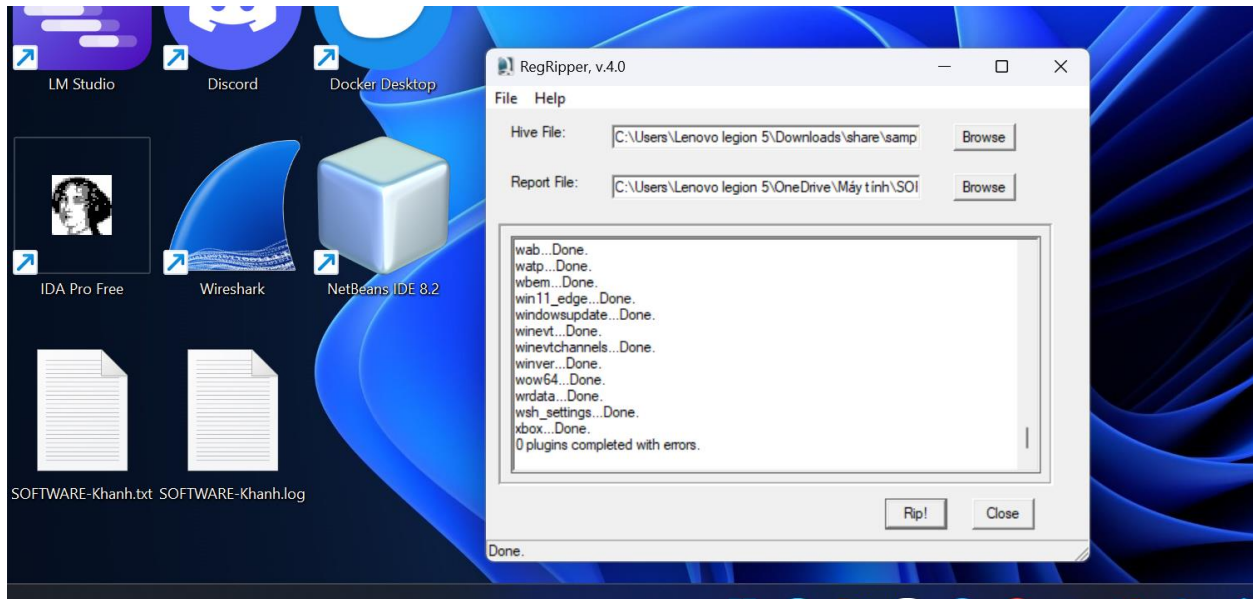 LM Studio
Discord
Docker Desktop
IDA Pro Free
Wireshark
NetBeans IDE 8.2
SOFTWARE-Khanh.txt
SOFTWARE-Khanh.log
RegRipper, v.4.0
File Help
Hive File:
C:\Users\Lenovo legion 5\Downloads\share\samp
Browse
Report File:
C:\Users\Lenovo legion 5\OneDrive\Máy tính\SOF
Browse
wab...Done.
watp...Done.
wbem...Done.
win11_edge...Done.
windowsupdate...Done.
winevt...Done.
winevtchannels...Done.
winver...Done.
wow64...Done.
wrdata...Done.
wsh_settings...Done.
xbox...Done.
0 plugins completed with errors.
Rip!
Close
Done.